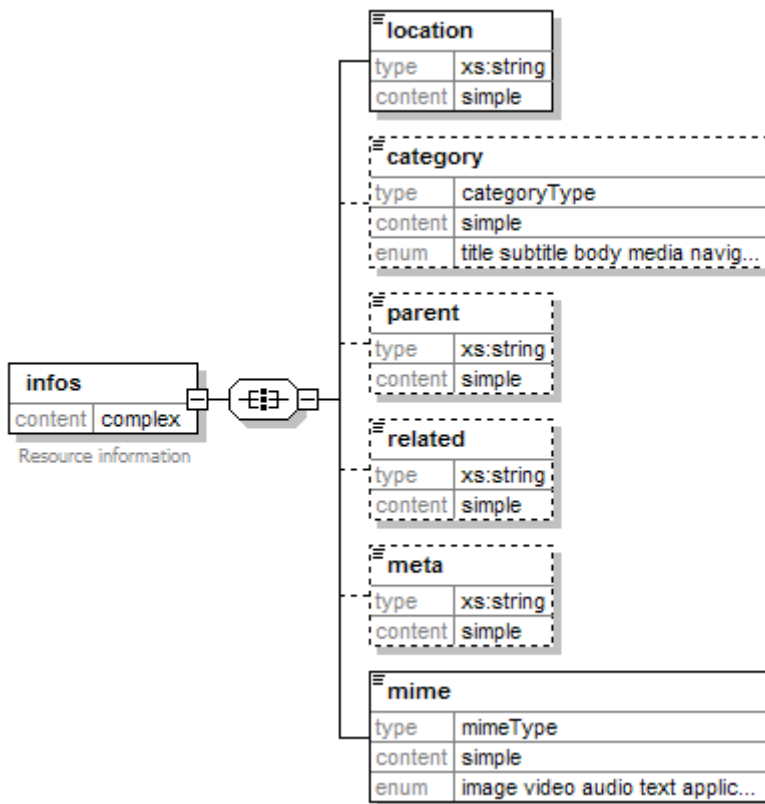 location
type xs:string
content simple
category
type categoryType
content simple
enum title subtitle body media navig...
parent
type xs:string
content simple
infos
content complex
Resource information
related
type xs:string
content simple
meta
type xs:string
content simple
mime
type mimeType
content simple
enum image video audio text applic...